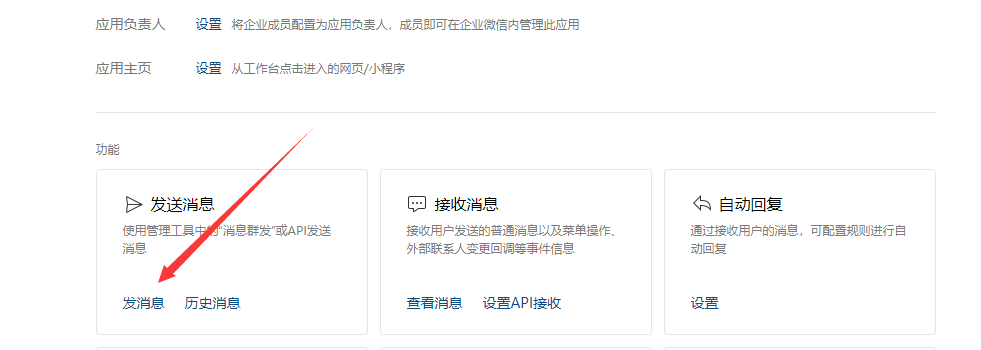 应用负责人 设置 将企业成员配置为应用负责人，成员即可在企业微信内管理此应用
应用主页 设置 从工作台点击进入的网页/小程序
功能
发送消息
使用管理工具中的“消息群发”或API发送
消息
发消息 历史消息
接收消息
接收用户发送的普通消息以及菜单操作、
外部联系人变更回调等事件信息
查看消息 设置API接收
自动回复
通过接收用户的消息，可配置规则进行自
动回复
设置